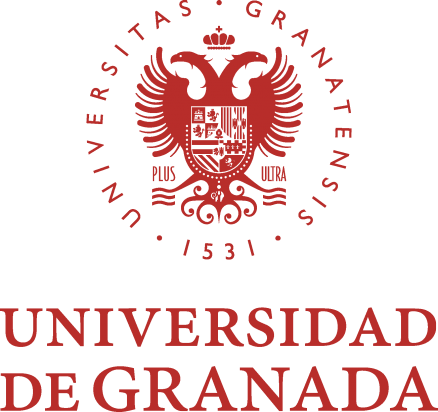 UNIVERSITAS · GRANATENSIS
PLUS ULTRA
· 1531 ·
UNIVERSIDAD
DE GRANADA